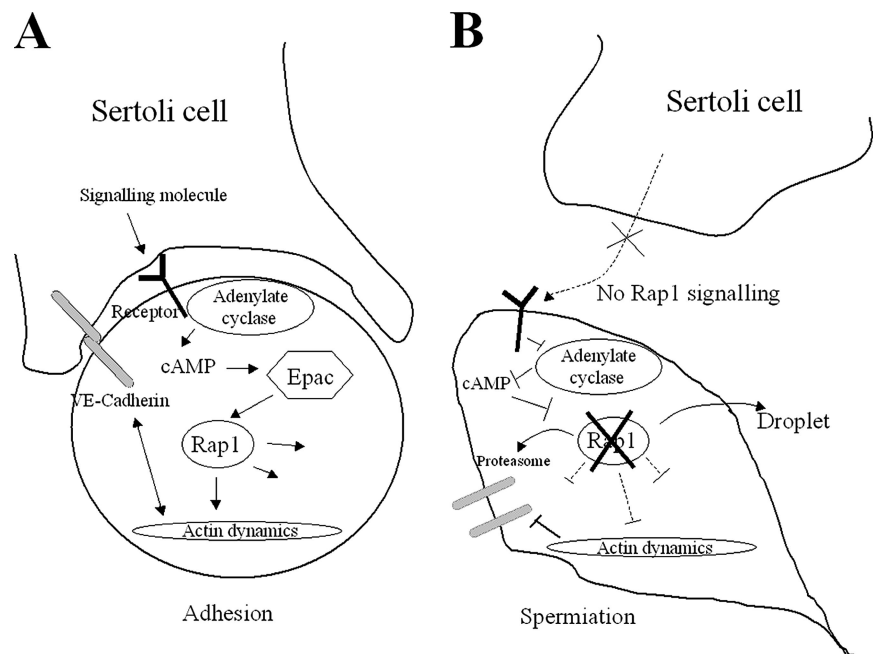 A
Sertoli cell
Signalling molecule
Receptor
Adenylate
cyclase
cAMP
Epac
VE-Cadherin
Rap1
Actin dynamics
Adhesion
B
Sertoli cell
No Rap1 signalling
Adenylate
cyclase
cAMP
Rap1
Droplet
Proteasome
Actin dynamics
Spermiation